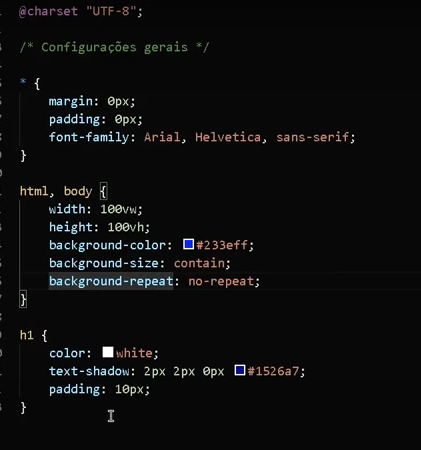 @charset "UTF-8";
/* Configurações gerais */
* {
margin: 0px;
padding: 0px;
font-family: Arial, Helvetica, sans-serif;
}
html, body {
width: 100vw;
height: 100vh;
background-color: #233eff;
background-size: contain;
background-repeat: no-repeat;
}
h1 {
color: white;
text-shadow: 2px 2px 0px #1526a7;
padding: 10px;
}